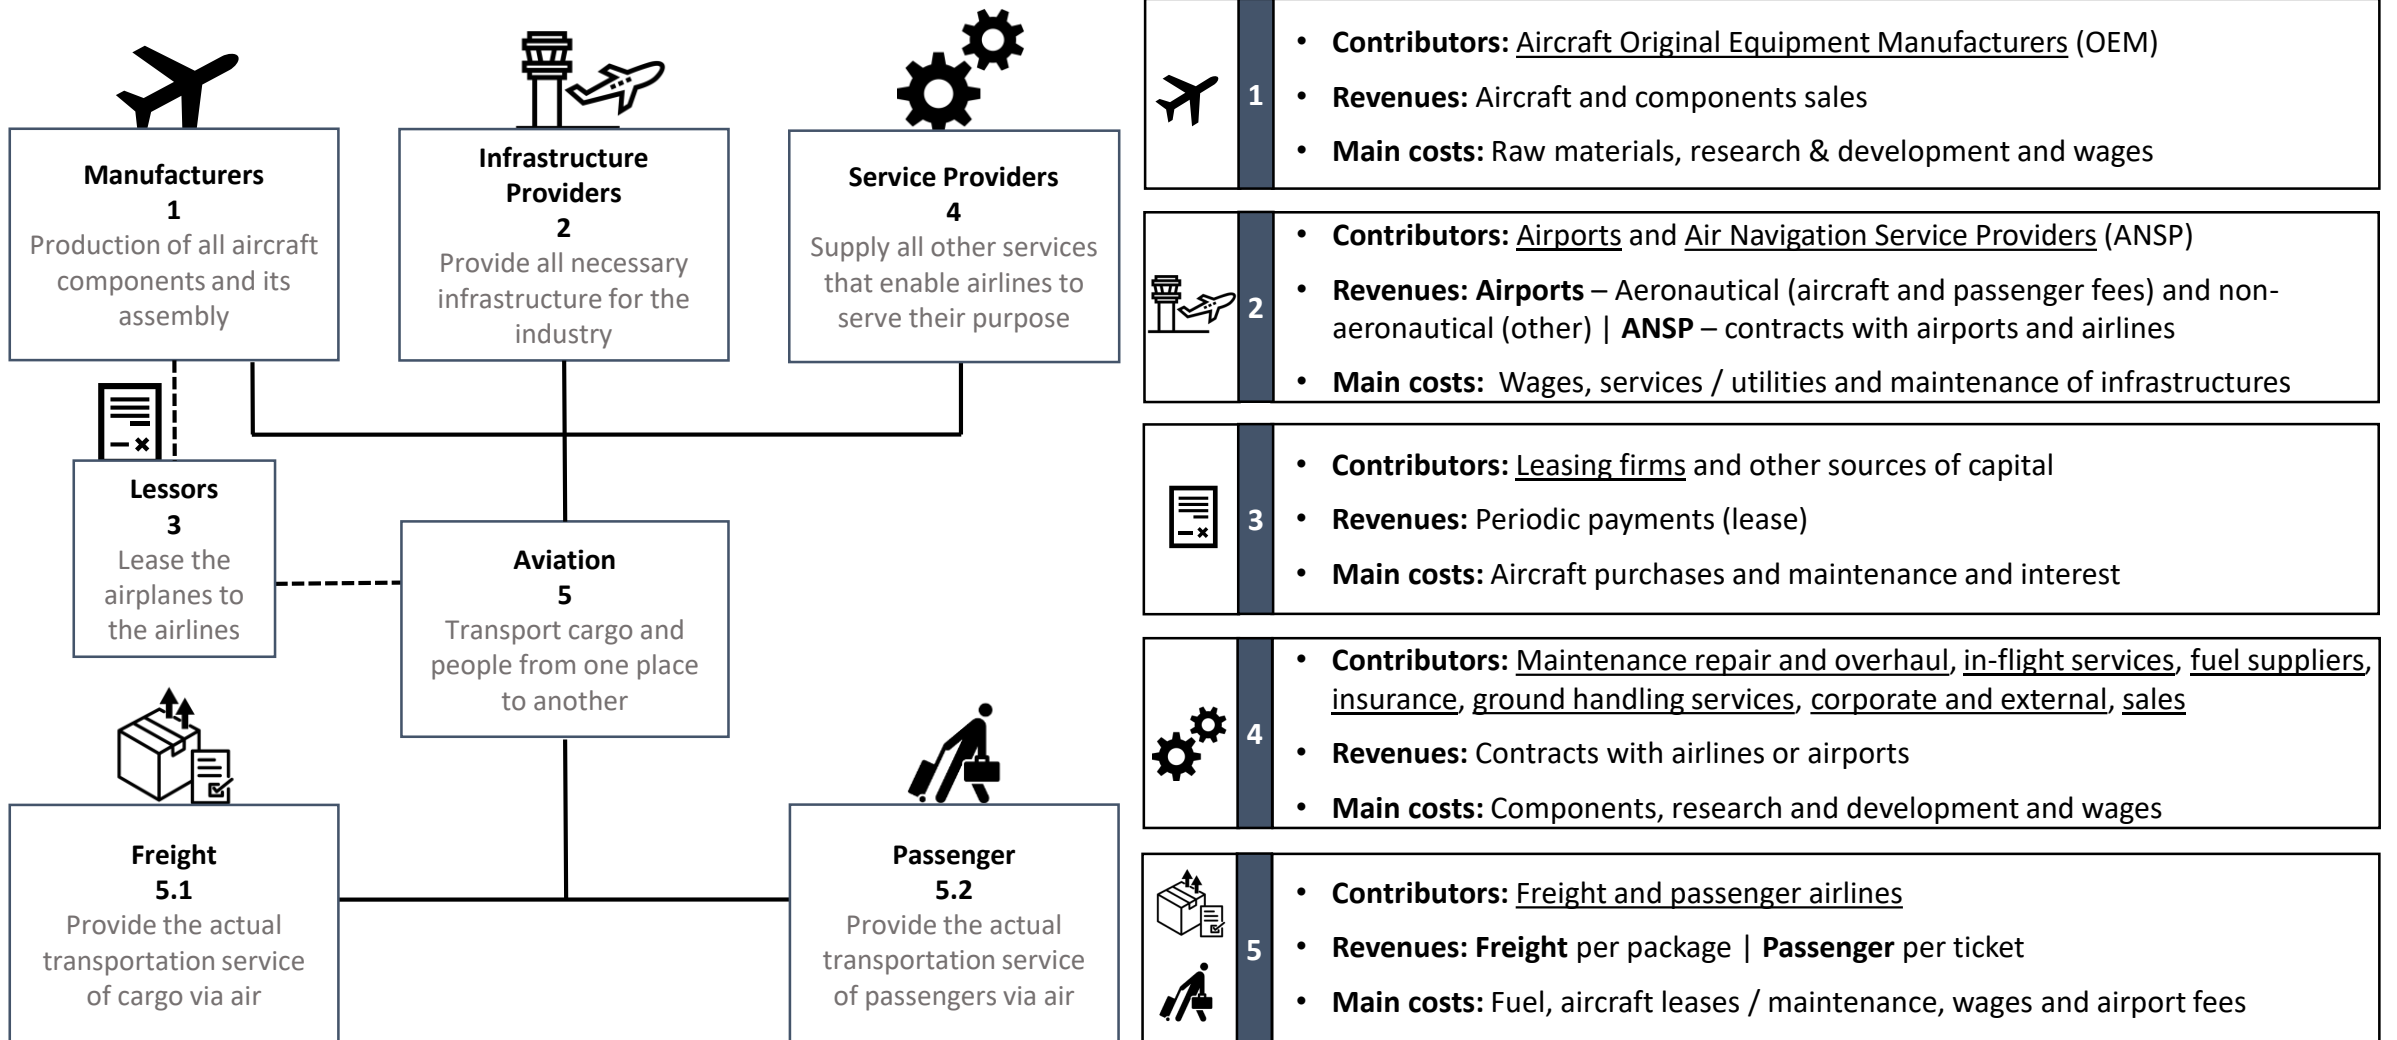 Manufacturers
1
Production of all aircraft
components and its
assembly
Infrastructure
Providers
2
Provide all necessary
infrastructure for the
industry
Service Providers
4
Supply all other services
that enable airlines to
serve their purpose
Lessors
3
Lease the
airplanes to
the airlines
Aviation
5
Transport cargo and
people from one place
to another
Freight
5.1
Provide the actual
transportation service
of cargo via air
Passenger
5.2
Provide the actual
transportation service
of passengers via air
1
• Contributors: Aircraft Original Equipment Manufacturers (OEM)
• Revenues: Aircraft and components sales
• Main costs: Raw materials, research & development and wages
2
• Contributors: Airports and Air Navigation Service Providers (ANSP)
• Revenues: Airports – Aeronautical (aircraft and passenger fees) and non-
aeronautical (other) | ANSP – contracts with airports and airlines
• Main costs: Wages, services / utilities and maintenance of infrastructures
3
• Contributors: Leasing firms and other sources of capital
• Revenues: Periodic payments (lease)
• Main costs: Aircraft purchases and maintenance and interest
4
• Contributors: Maintenance repair and overhaul, in-flight services, fuel suppliers,
insurance, ground handling services, corporate and external, sales
• Revenues: Contracts with airlines or airports
• Main costs: Components, research and development and wages
5
• Contributors: Freight and passenger airlines
• Revenues: Freight per package | Passenger per ticket
• Main costs: Fuel, aircraft leases / maintenance, wages and airport fees